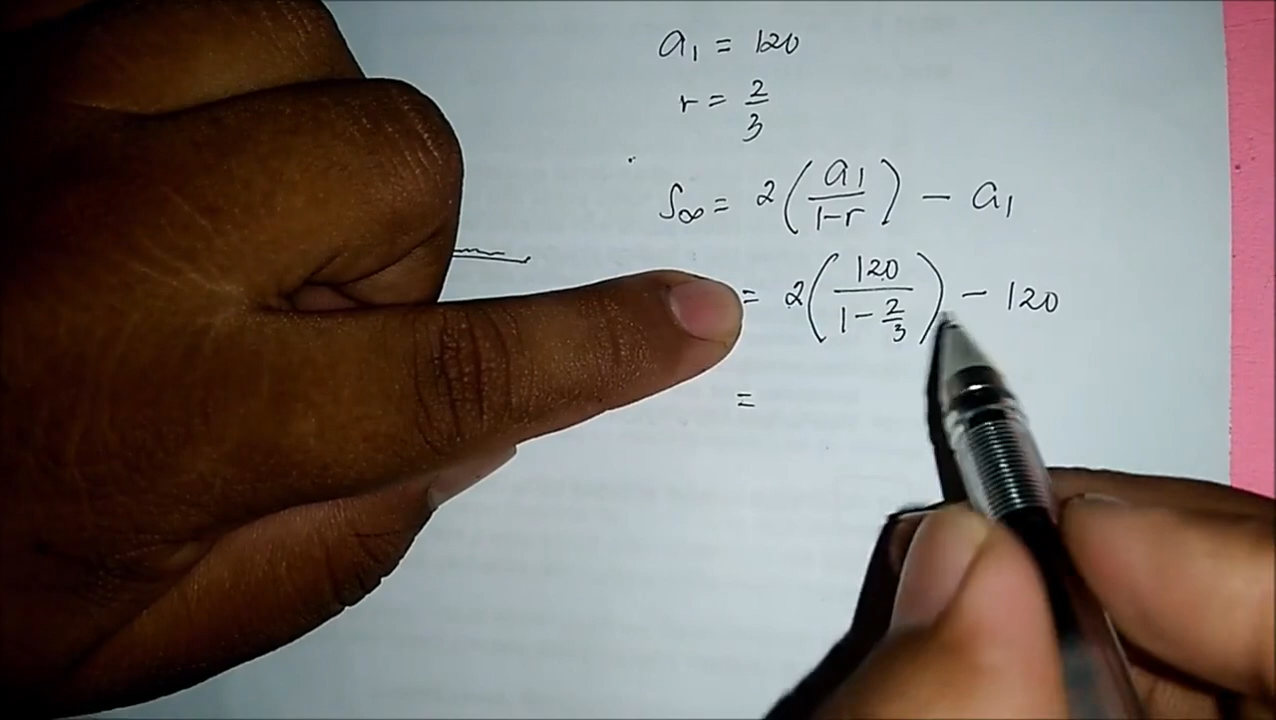 a₁ = 120
r = 2/3
S∞ = 2(a₁/(1-r)) - a₁
= 2(120/(1 - 2/3)) - 120
=